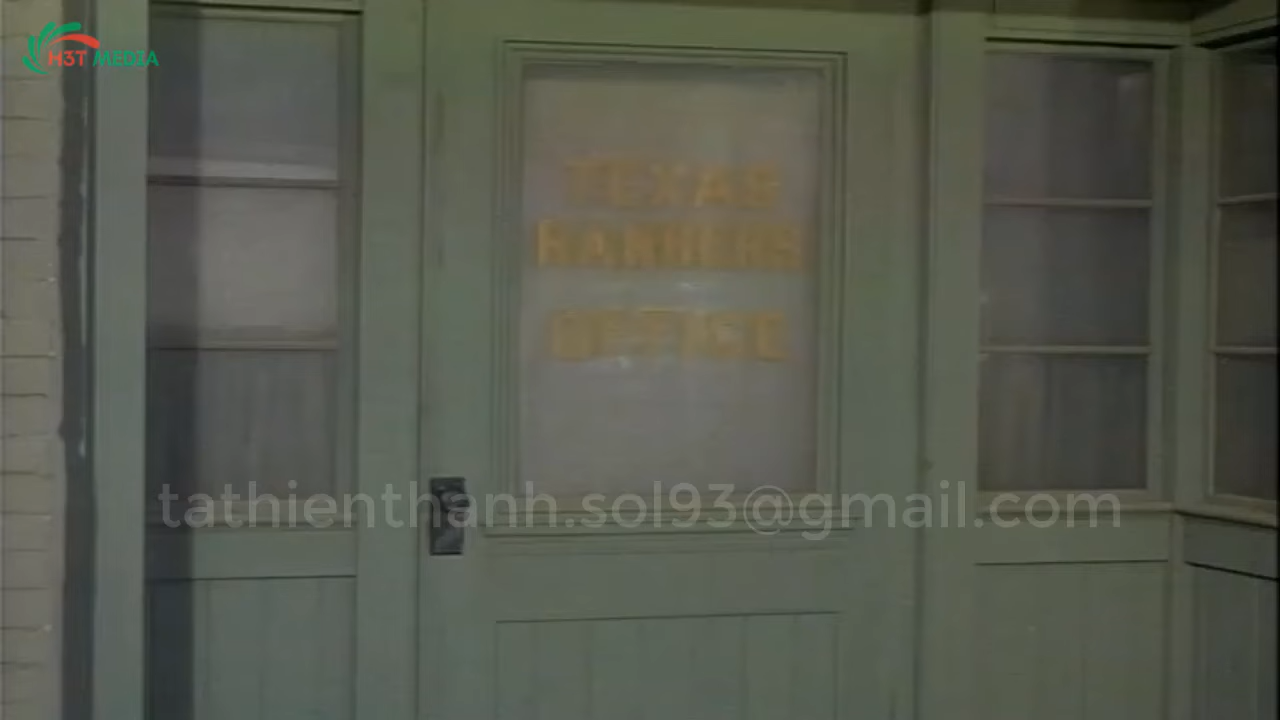 H3T MEDIA
TEXAS
RANGERS
OFFICE
tathienthanh.sol93@gmail.com